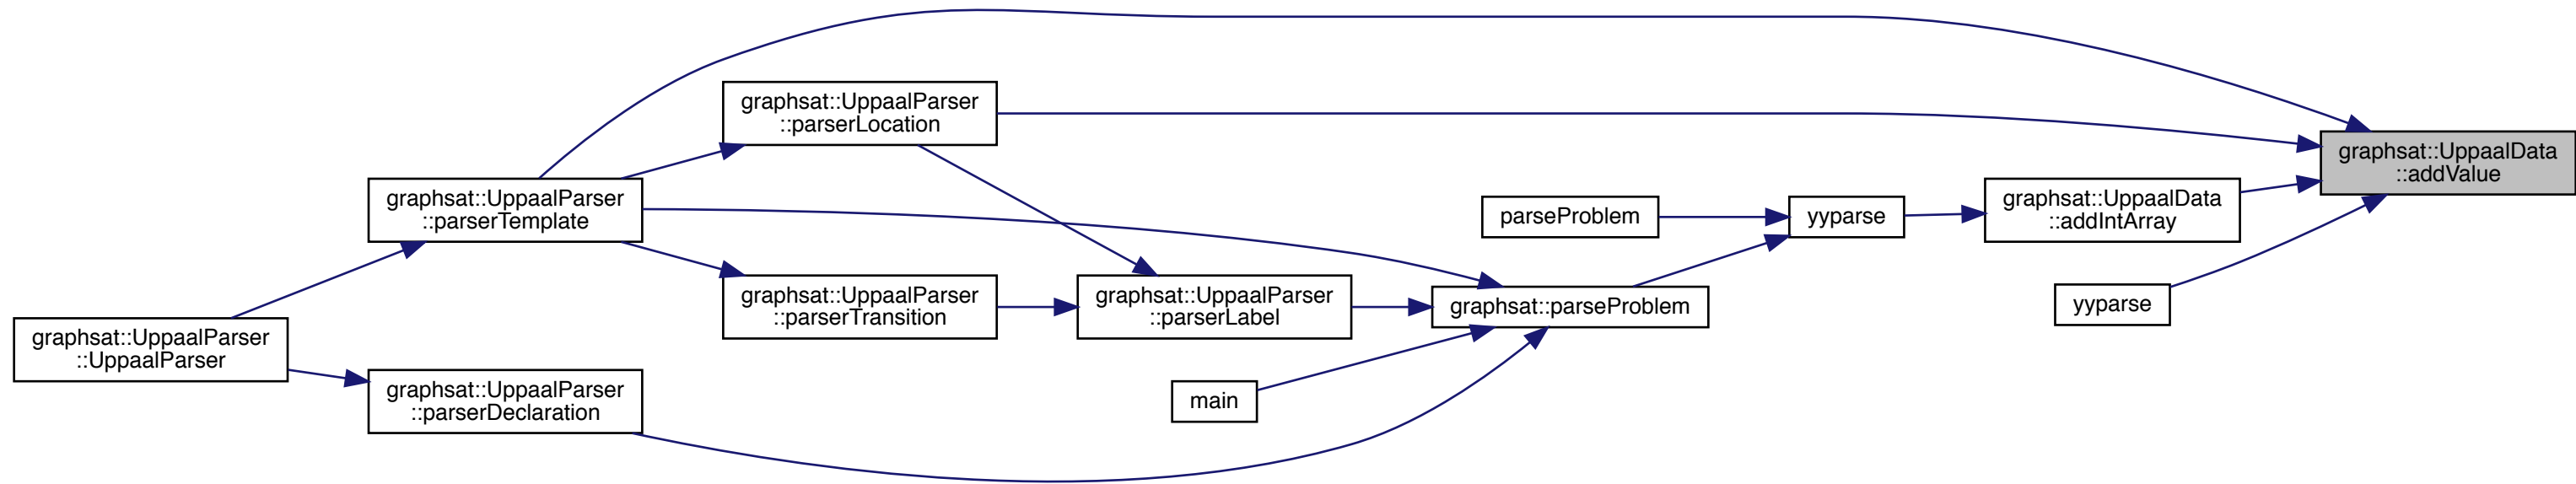 graphsat::UppaalParser
::UppaalParser
graphsat::UppaalParser
::parserTemplate
graphsat::UppaalParser
::parserDeclaration
graphsat::UppaalParser
::parserLocation
graphsat::UppaalParser
::parserTransition
graphsat::UppaalParser
::parserLabel
main
parseProblem
graphsat::parseProblem
yyparse
graphsat::UppaalData
::addIntArray
yyparse
graphsat::UppaalData
::addValue